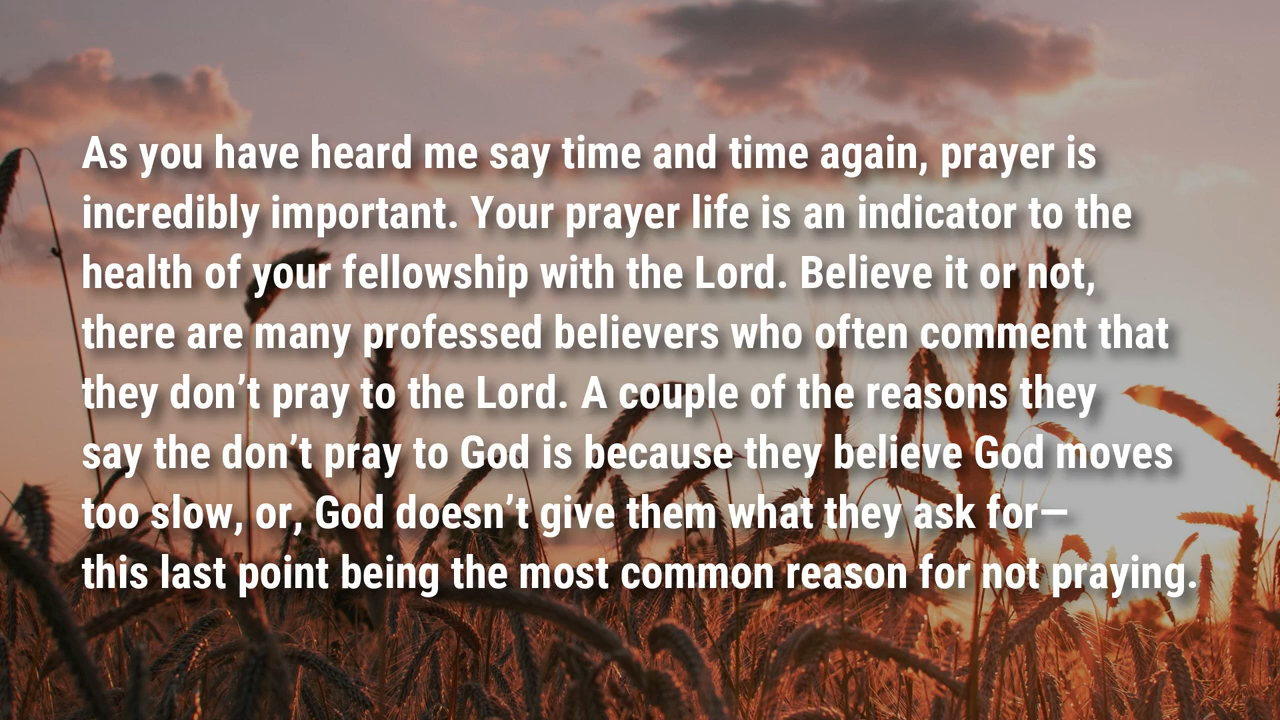 As you have heard me say time and time again, prayer is
incredibly important. Your prayer life is an indicator to the
health of your fellowship with the Lord. Believe it or not,
there are many professed believers who often comment that
they don’t pray to the Lord. A couple of the reasons they
say the don’t pray to God is because they believe God moves
too slow, or, God doesn’t give them what they ask for—
this last point being the most common reason for not praying.